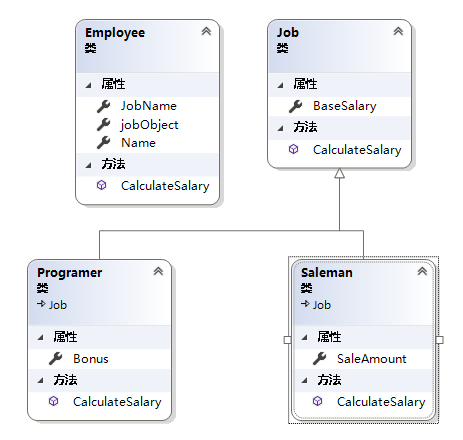 Employee
类
属性
JobName
jobObject
Name
方法
CalculateSalary
Job
类
属性
BaseSalary
方法
CalculateSalary
Programer
类
Job
属性
Bonus
方法
CalculateSalary
Saleman
类
Job
属性
SaleAmount
方法
CalculateSalary